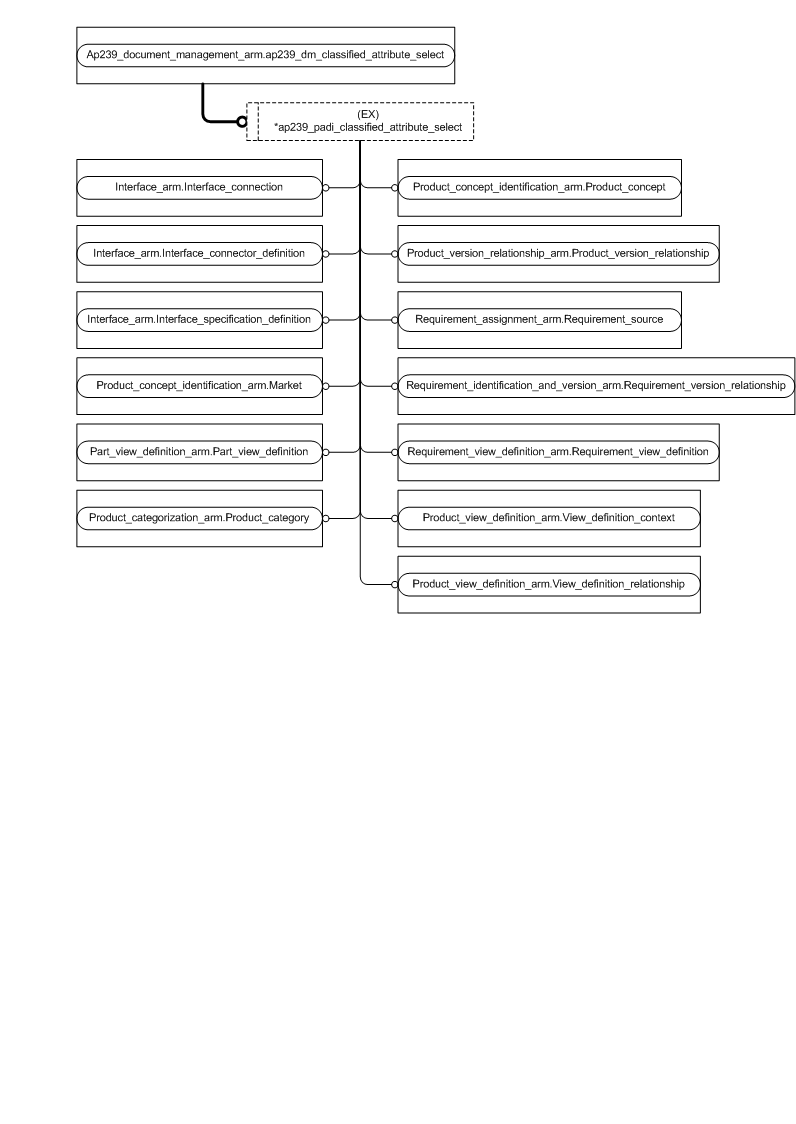 Ap239_document_management_arm.ap239_dm_classified_attribute_select
(EX)
*ap239_padi_classified_attribute_select
Interface_arm.Interface_connection
Product_concept_identification_arm.Product_concept
Interface_arm.Interface_connector_definition
Product_version_relationship_arm.Product_version_relationship
Interface_arm.Interface_specification_definition
Requirement_assignment_arm.Requirement_source
Product_concept_identification_arm.Market
Requirement_identification_and_version_arm.Requirement_version_relationship
Part_view_definition_arm.Part_view_definition
Requirement_view_definition_arm.Requirement_view_definition
Product_categorization_arm.Product_category
Product_view_definition_arm.View_definition_context
Product_view_definition_arm.View_definition_relationship